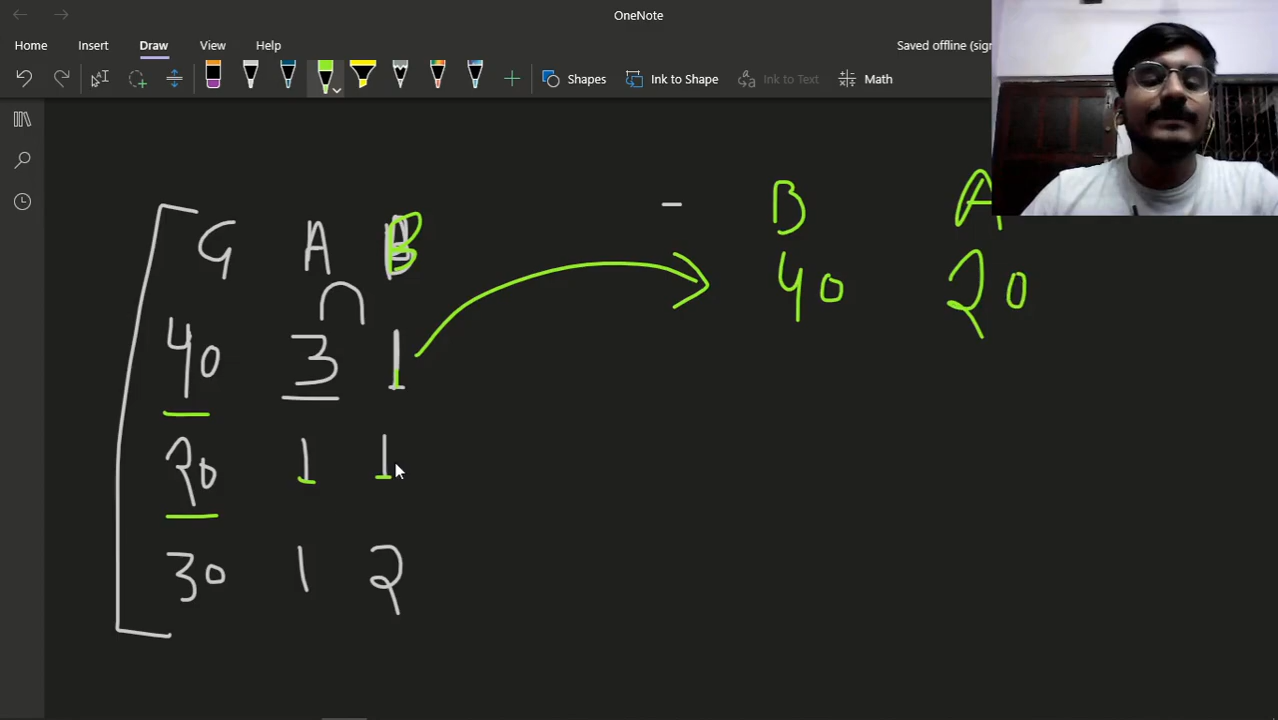 OneNote
Home Insert Draw View Help
Saved offline (sign
Shapes Ink to Shape Ink to Text Math
G A B
40 3 1
20 1 1
30 1 2
- B A
40 20